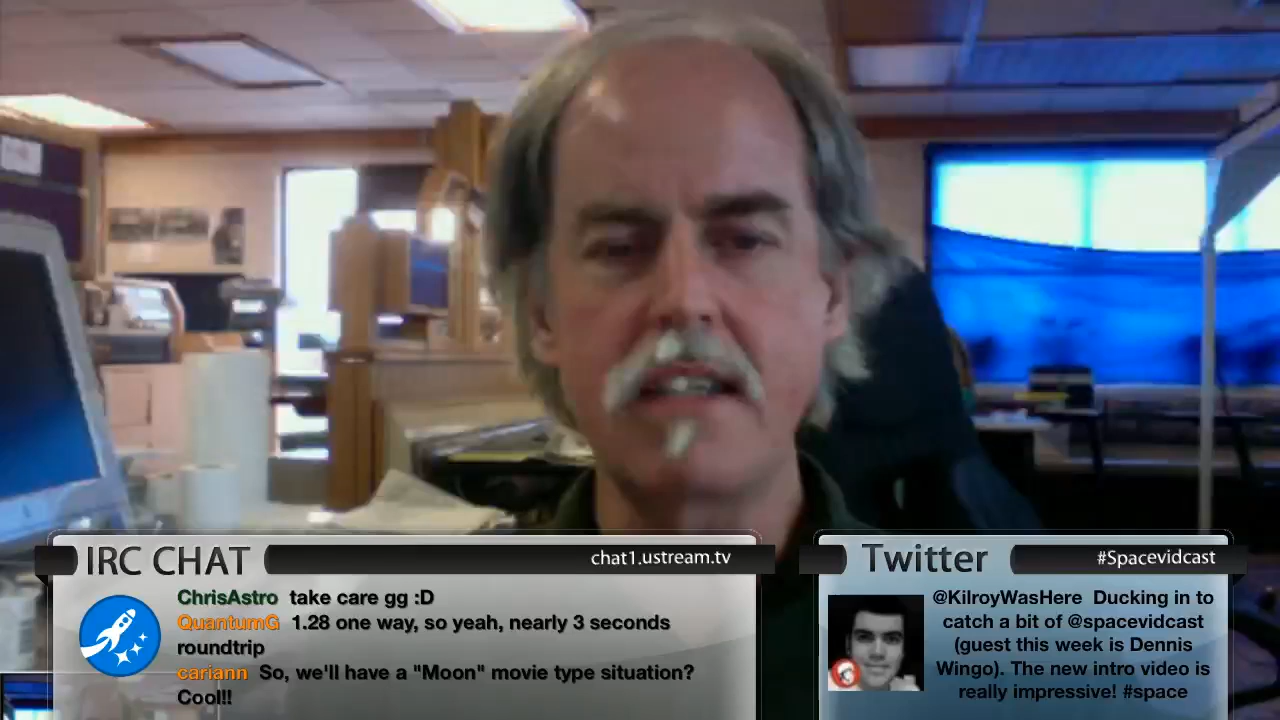 IRC CHAT
chat1.ustream.tv
ChrisAstro take care gg :D
QuantumG 1.28 one way, so yeah, nearly 3 seconds
roundtrip
cariann So, we'll have a "Moon" movie type situation?
Cool!!
Twitter
#Spacevidcast
@KilroyWasHere Ducking in to
catch a bit of @spacevidcast
(guest this week is Dennis
Wingo). The new intro video is
really impressive! #space